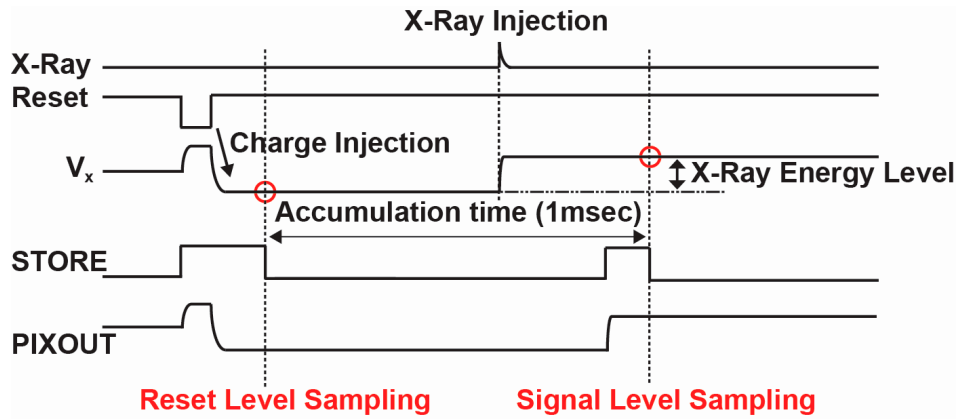 X-Ray Injection
X-Ray
Reset
Charge Injection
Vx
X-Ray Energy Level
Accumulation time (1msec)
STORE
PIXOUT
Reset Level Sampling
Signal Level Sampling